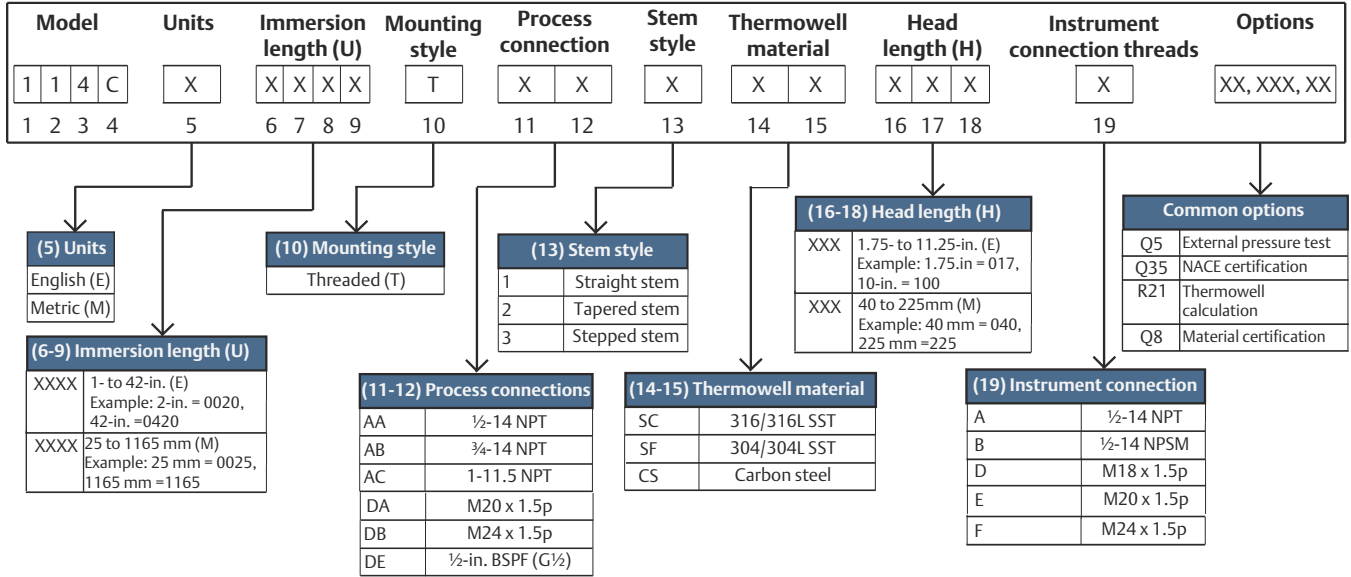 Model Units Immersion length (U) Mounting style Process connection Stem style Thermowell material Head length (H) Instrument connection threads Options
1 1 4 C X X X X X T X X X X X X X X X XX, XXX, XX
1 2 3 4 5 6 7 8 9 10 11 12 13 14 15 16 17 18 19
(5) Units
English (E)
Metric (M)
(6-9) Immersion length (U)
XXXX 1- to 42-in. (E)
Example: 2-in. = 0020,
42-in. =0420
XXXX 25 to 1165 mm (M)
Example: 25 mm = 0025,
1165 mm =1165
(10) Mounting style
Threaded (T)
(11-12) Process connections
AA ½-14 NPT
AB ¾-14 NPT
AC 1-11.5 NPT
DA M20 x 1.5p
DB M24 x 1.5p
DE ½-in. BSPF (G½)
(13) Stem style
1 Straight stem
2 Tapered stem
3 Stepped stem
(14-15) Thermowell material
SC 316/316L SST
SF 304/304L SST
CS Carbon steel
(16-18) Head length (H)
XXX 1.75- to 11.25-in. (E)
Example: 1.75.in = 017,
10-in. = 100
XXX 40 to 225mm (M)
Example: 40 mm = 040,
225 mm =225
(19) Instrument connection
A ½-14 NPT
B ½-14 NPSM
D M18 x 1.5p
E M20 x 1.5p
F M24 x 1.5p
Common options
Q5 External pressure test
Q35 NACE certification
R21 Thermowell
calculation
Q8 Material certification